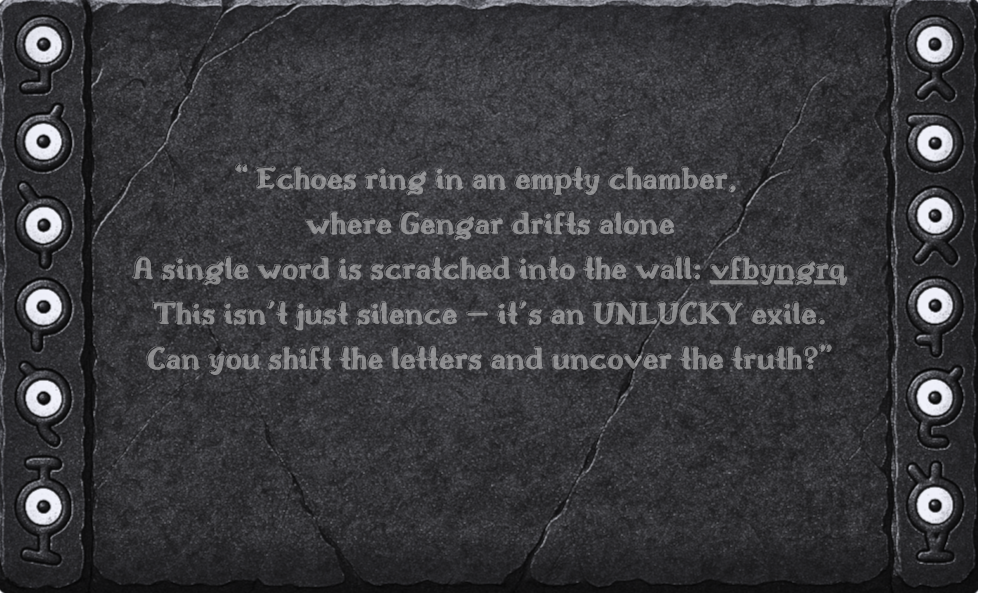 “ Echoes ring in an empty chamber,
where Gengar drifts alone
A single word is scratched into the wall: vfbyngrq
This isn't just silence – it's an UNLUCKY exile.
Can you shift the letters and uncover the truth?”